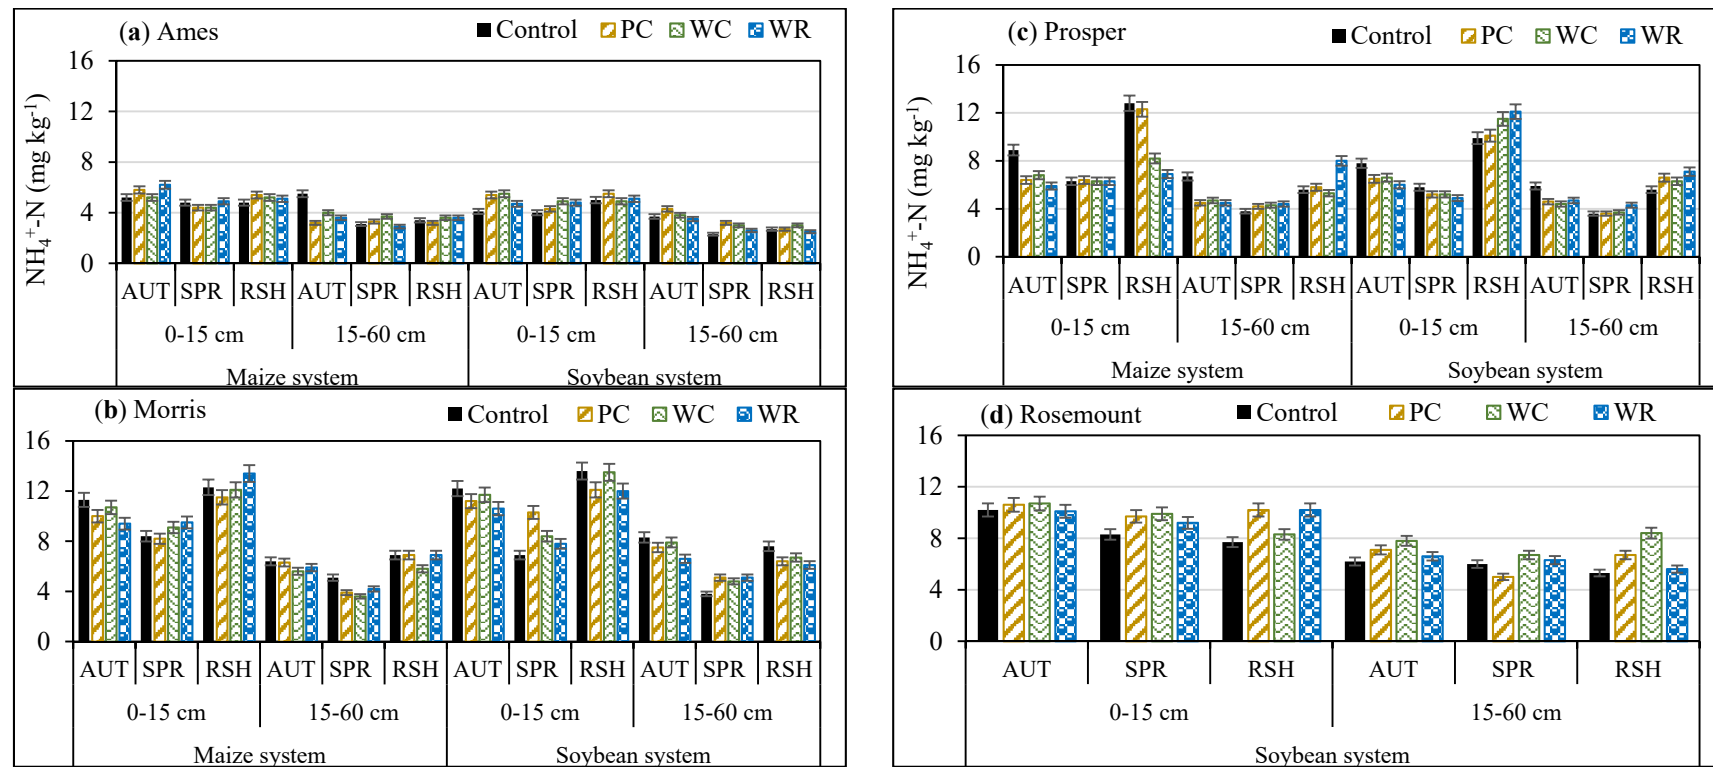 (a) Ames
Control PC WC WR
NH4+-N (mg kg-1)
16
12
8
4
0
AUT SPR RSH AUT SPR RSH AUT SPR RSH AUT SPR RSH
0-15 cm 15-60 cm 0-15 cm 15-60 cm
Maize system Soybean system
(b) Morris
Control PC WC WR
16
12
8
4
0
AUT SPR RSH AUT SPR RSH AUT SPR RSH AUT SPR RSH
0-15 cm 15-60 cm 0-15 cm 15-60 cm
Maize system Soybean system
(c) Prosper
Control PC WC WR
NH4+-N (mg kg-1)
16
12
8
4
0
AUT SPR RSH AUT SPR RSH AUT SPR RSH AUT SPR RSH
0-15 cm 15-60 cm 0-15 cm 15-60 cm
Maize system Soybean system
(d) Rosemount
Control PC WC WR
16
12
8
4
0
AUT SPR RSH AUT SPR RSH
0-15 cm 15-60 cm
Soybean system